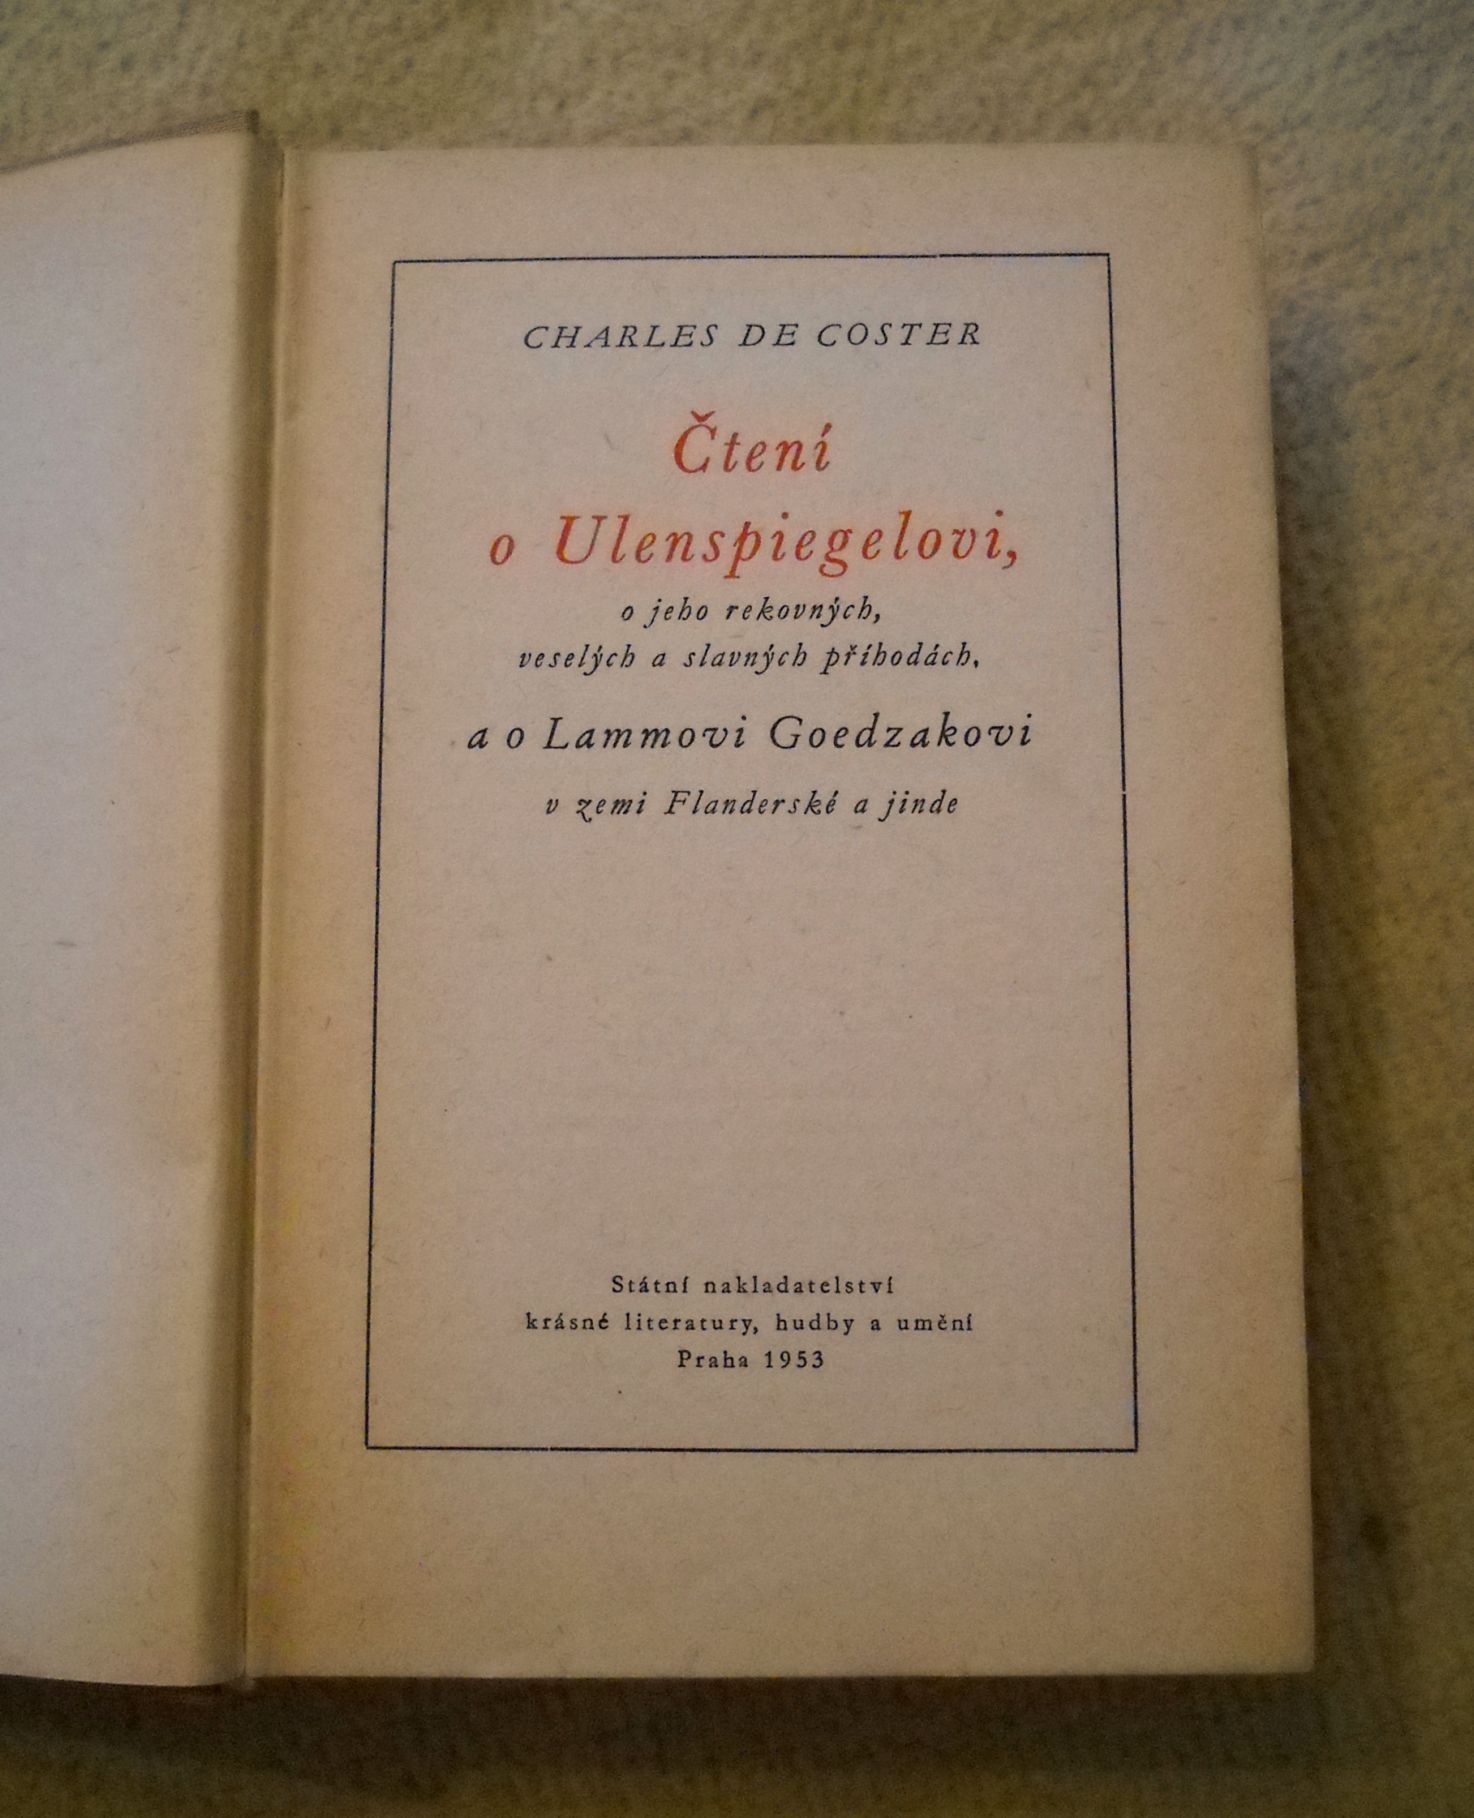 CHARLES DE COSTER
Čtení
o Ulenspiegelovi,
o jeho rekovných,
veselých a slavných příhodách,
a o Lammovi Goedzakovi
v zemi Flanderské a jinde
Státní nakladatelství
krásné literatury, hudby a umění
Praha 1953